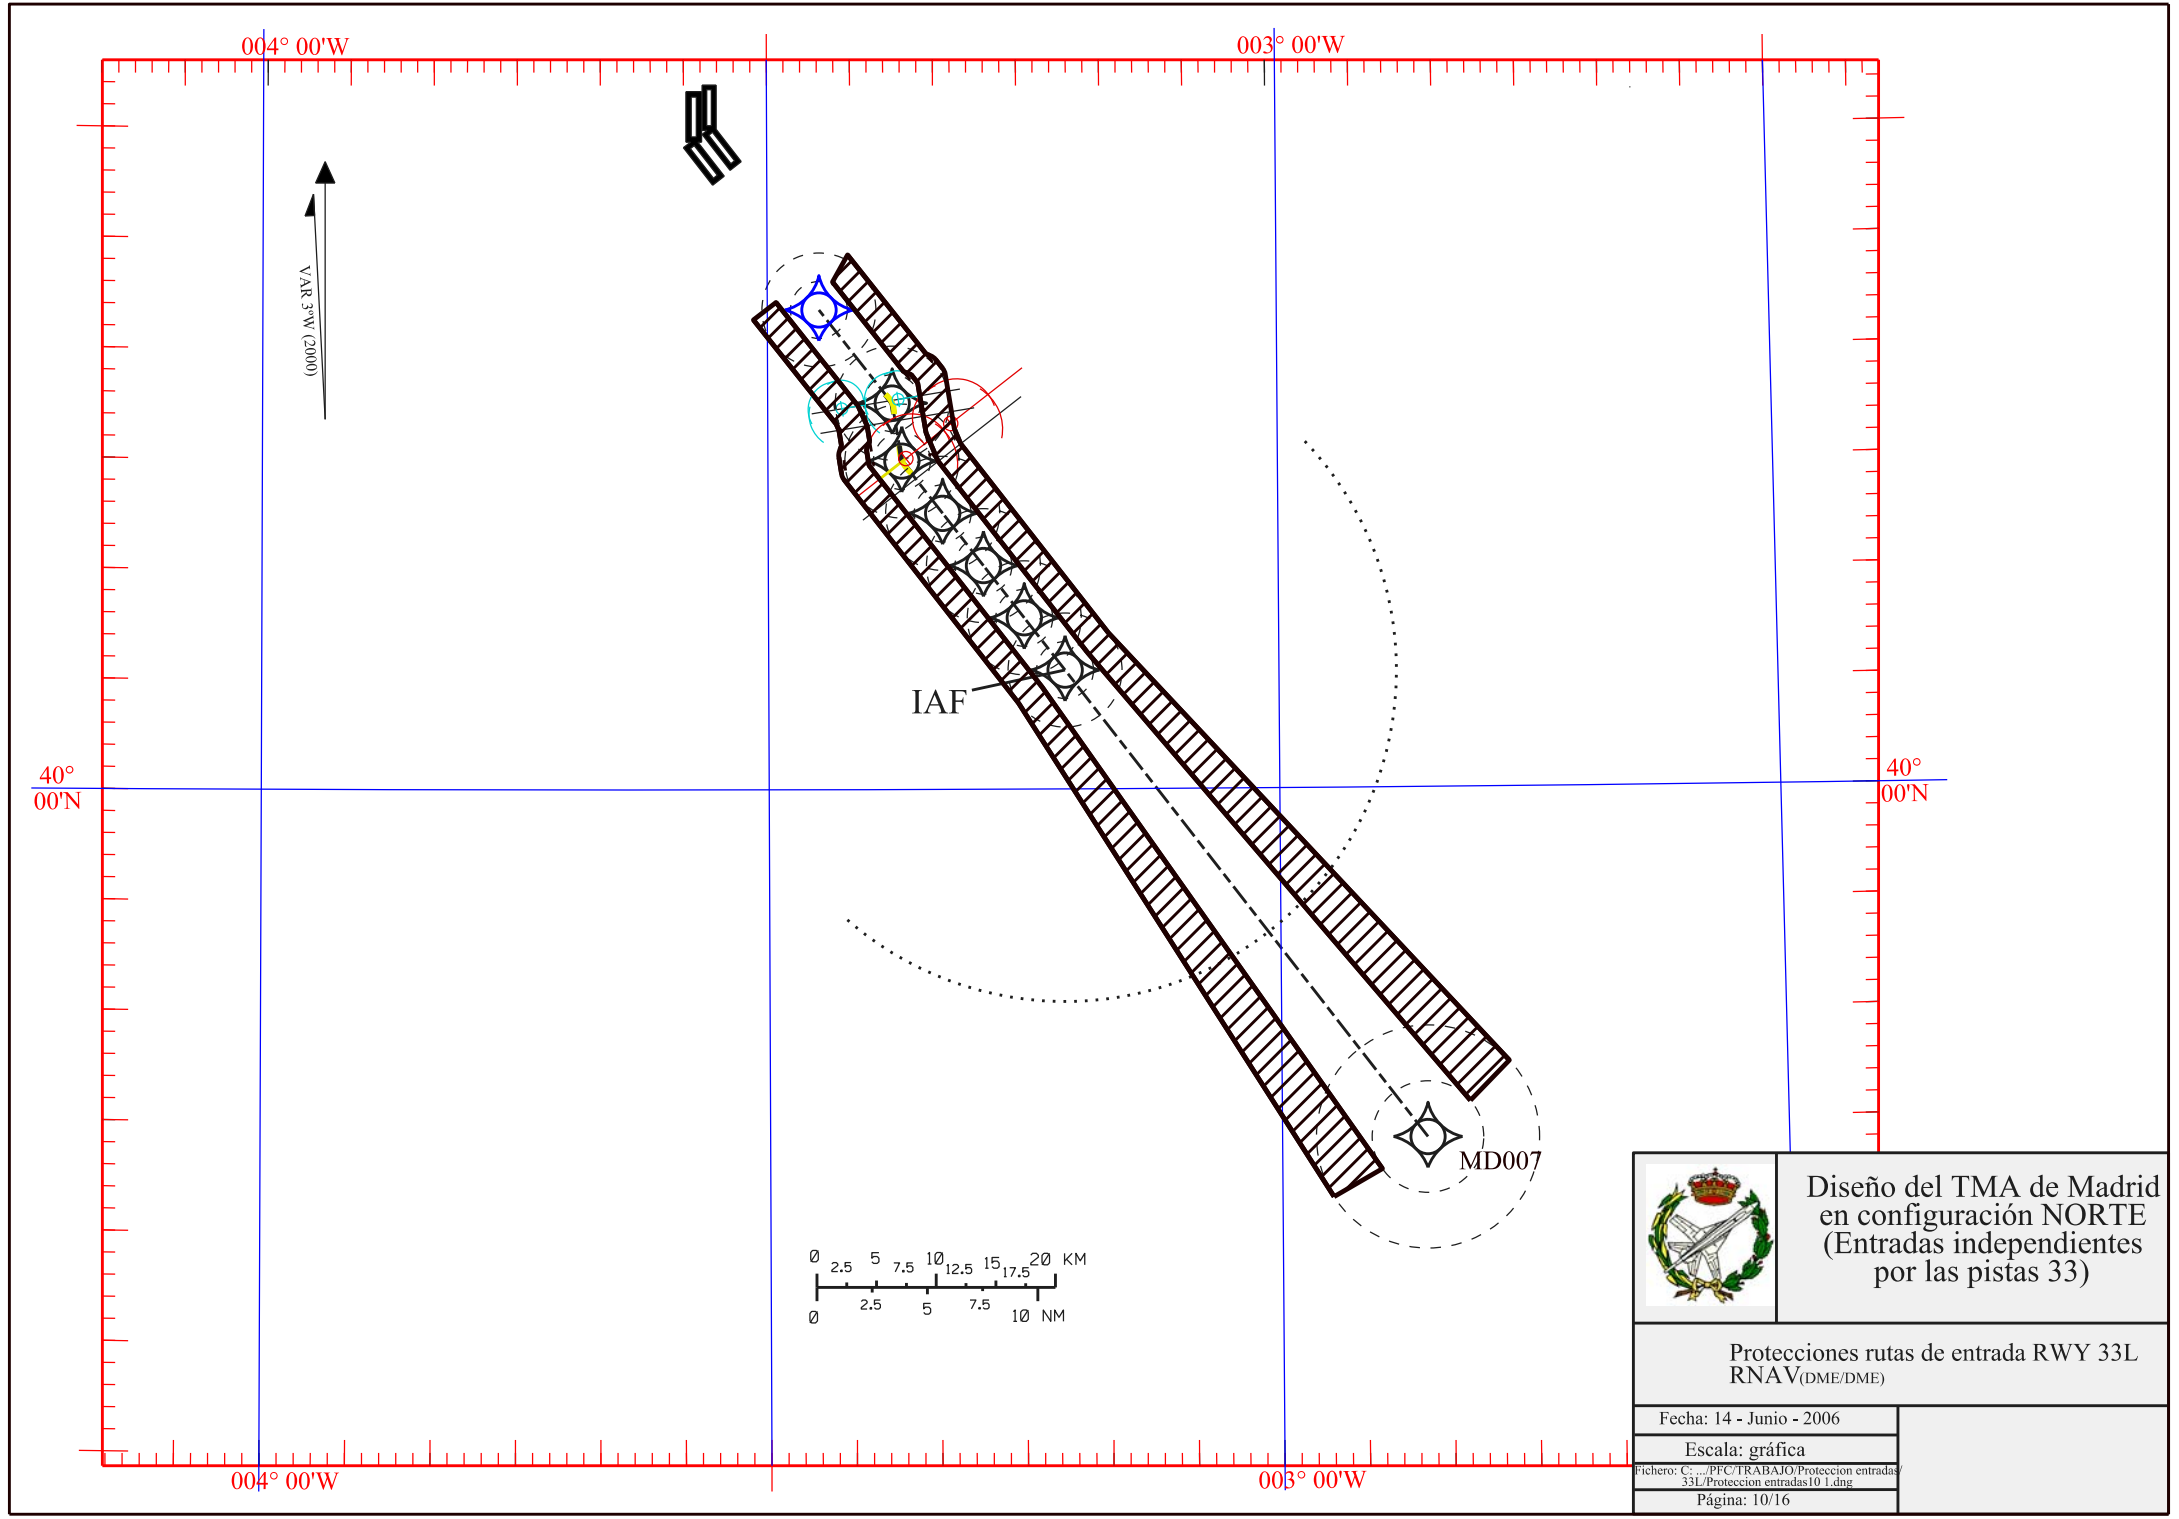 004° 00'W
003° 00'W
VAR 3ºW (2000)
IAF
40°
00'N
40°
00'N
MD007
0 2.5 5 7.5 10 12.5 15 17.5 20 KM
0 2.5 5 7.5 10 NM
004° 00'W
003° 00'W
Diseño del TMA de Madrid
en configuración NORTE
(Entradas independientes
por las pistas 33)
Protecciones rutas de entrada RWY 33L
RNAV(DME/DME)
Fecha: 14 - Junio - 2006
Escala: gráfica
Fichero: C: .../PFC/TRABAJO/Proteccion entradas/
33L/Proteccion entradas10 1.dng
Página: 10/16